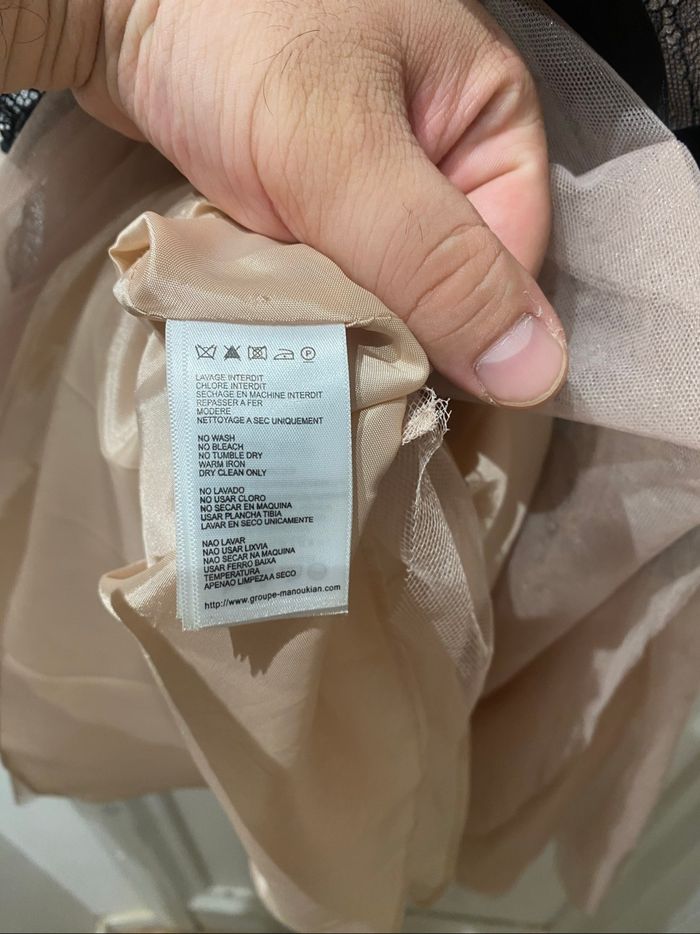 P
LAVAGE INTERDIT
CHLORE INTERDIT
SECHAGE EN MACHINE INTERDIT
REPASSER A FER
MODERE
NETTOYAGE A SEC UNIQUEMENT
NO WASH
NO BLEACH
NO TUMBLE DRY
WARM IRON
DRY CLEAN ONLY
NO LAVADO
NO USAR CLORO
NO SECAR EN MAQUINA
USAR PLANCHA TIBIA
LAVAR EN SECO UNICAMENTE
NAO LAVAR
NAO USAR LIXVIA
NAO SECAR NA MAQUINA
USAR FERRO BAIXA
TEMPERATURA
APENAO LIMPEZA A SECO
http://www.groupe-manoukian.com